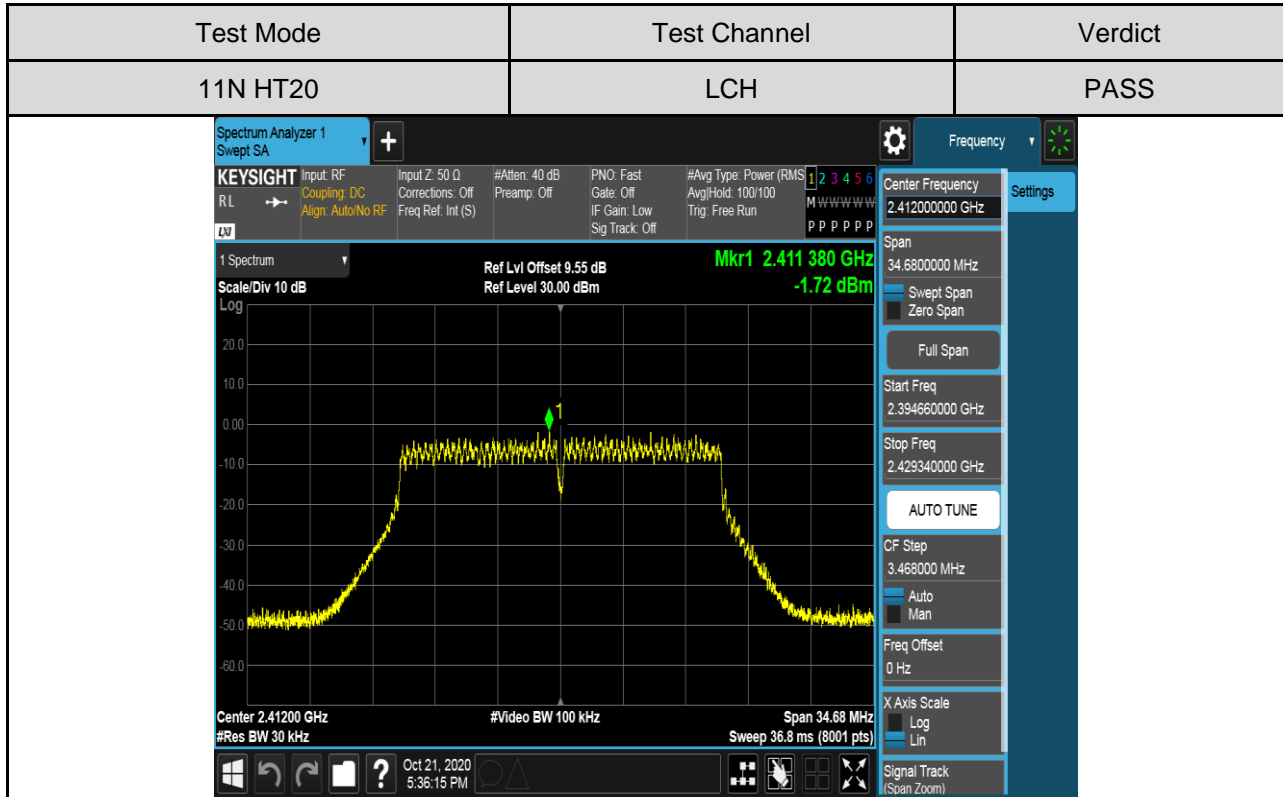 Test Mode Test Channel Verdict
11N HT20 LCH PASS
Spectrum Analyzer 1
Swept SA
+
Frequency
KEYSIGHT
RL
LXI
Input: RF
Coupling: DC
Align: Auto/No RF
Input Z: 50 Ω
Corrections: Off
Freq Ref: Int (S)
#Atten: 40 dB
Preamp: Off
PNO: Fast
Gate: Off
IF Gain: Low
Sig Track: Off
#Avg Type: Power (RMS
Avg|Hold: 100/100
Trig: Free Run
1 2 3 4 5 6
M W W W W W
P P P P P P
1 Spectrum
Scale/Div 10 dB
Ref Lvl Offset 9.55 dB
Ref Level 30.00 dBm
Mkr1 2.411 380 GHz
-1.72 dBm
Log
20.0
10.0
0.00
-10.0
-20.0
-30.0
-40.0
-50.0
-60.0
1
Center 2.41200 GHz
#Res BW 30 kHz
#Video BW 100 kHz
Span 34.68 MHz
Sweep 36.8 ms (8001 pts)
Center Frequency
2.412000000 GHz
Settings
Span
34.6800000 MHz
Swept Span
Zero Span
Full Span
Start Freq
2.394660000 GHz
Stop Freq
2.429340000 GHz
AUTO TUNE
CF Step
3.468000 MHz
Auto
Man
Freq Offset
0 Hz
X Axis Scale
Log
Lin
Signal Track
(Span Zoom)
?
Oct 21, 2020
5:36:15 PM